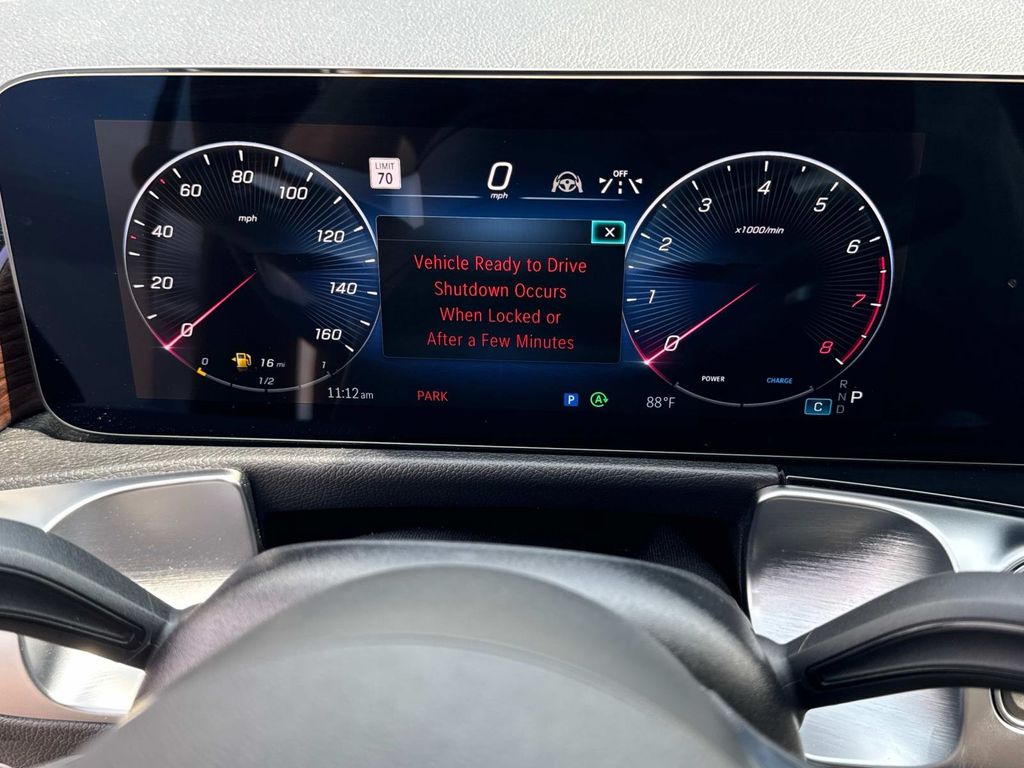 LIMIT
70
0
mph
OFF
0
20
40
60
80
100
120
140
160
mph
0
16 mi
1/2
1
X
Vehicle Ready to Drive
Shutdown Occurs
When Locked or
After a Few Minutes
0
1
2
3
4
5
6
7
8
x1000/min
POWER
CHARGE
11:12 am
PARK
P
A
88°F
C
R
N
D
P